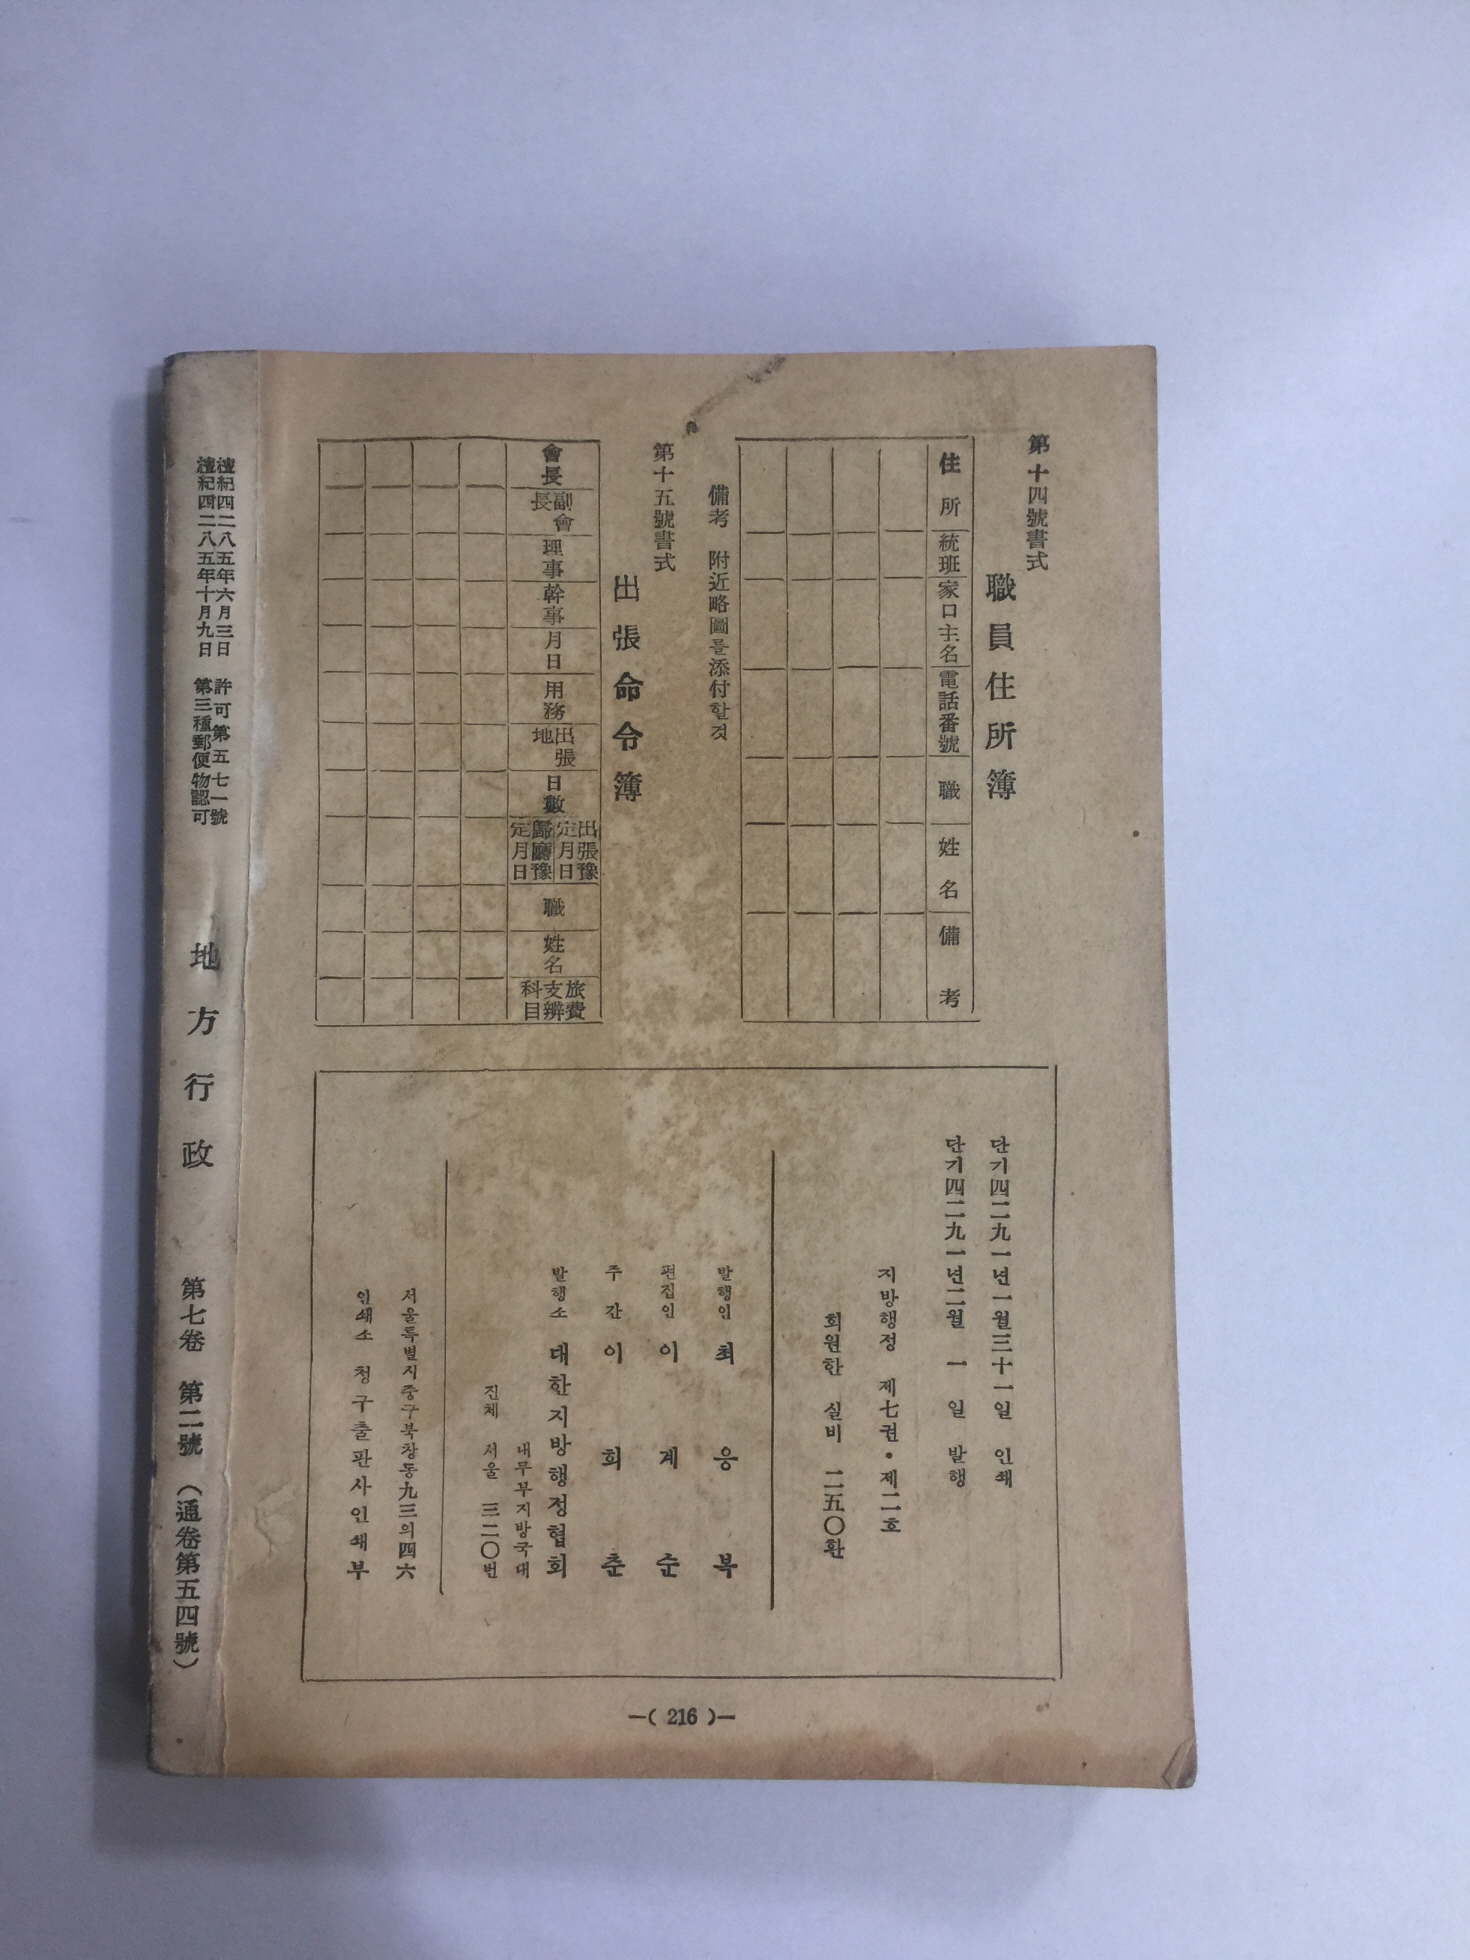 第十四號書式
職員住所簿
住所
統班
家口主名
電話番號
職
姓名
備考
備考 附近略圖를添付할것
第十五號書式
出張命令簿
會長
副會長
理事
幹事
月日
用務
出張地
日數
出張豫定月日
歸廳豫定月日
職
姓名
旅費支辨科目
단기四二九一년一월三十一일 인쇄
단기四二九一년二월 一 일 발행
지방행정 제七권・제二호
회원한 실비 二五〇환
발행인 최 응 복
편집인 이 계 순
주 간 이 희 춘
발행소 대한지방행정협회
내무부지방국내
진체 서울 三二〇번
서울특별시중구북창동九三의四六
인쇄소 청구출판사인쇄부
—( 216 )—
檀紀四二八五年六月三日 許可第五七一號
檀紀四二八五年十月九日 第三種郵便物認可
地方行政 第七卷 第二號 (通卷第五四號)